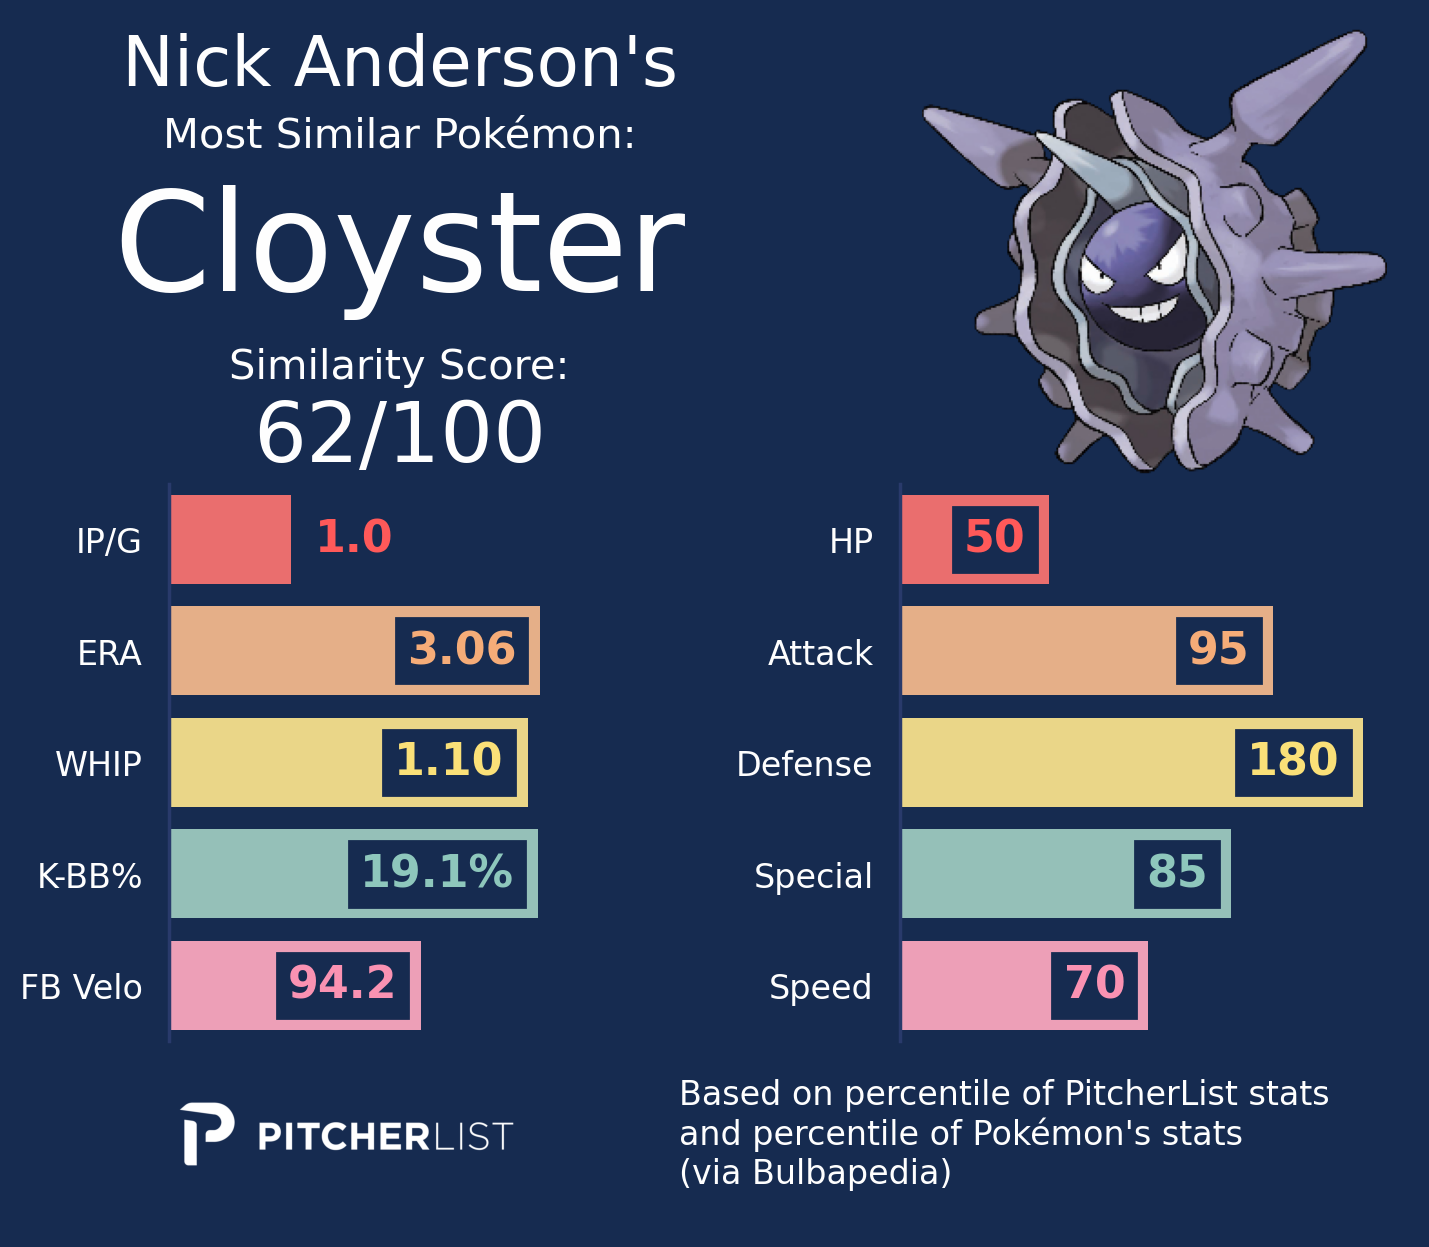 Nick Anderson's
Most Similar Pokémon:
Cloyster
Similarity Score:
62/100
IP/G 1.0
ERA 3.06
WHIP 1.10
K-BB% 19.1%
FB Velo 94.2
HP 50
Attack 95
Defense 180
Special 85
Speed 70
PITCHERLIST
Based on percentile of PitcherList stats
and percentile of Pokémon's stats
(via Bulbapedia)